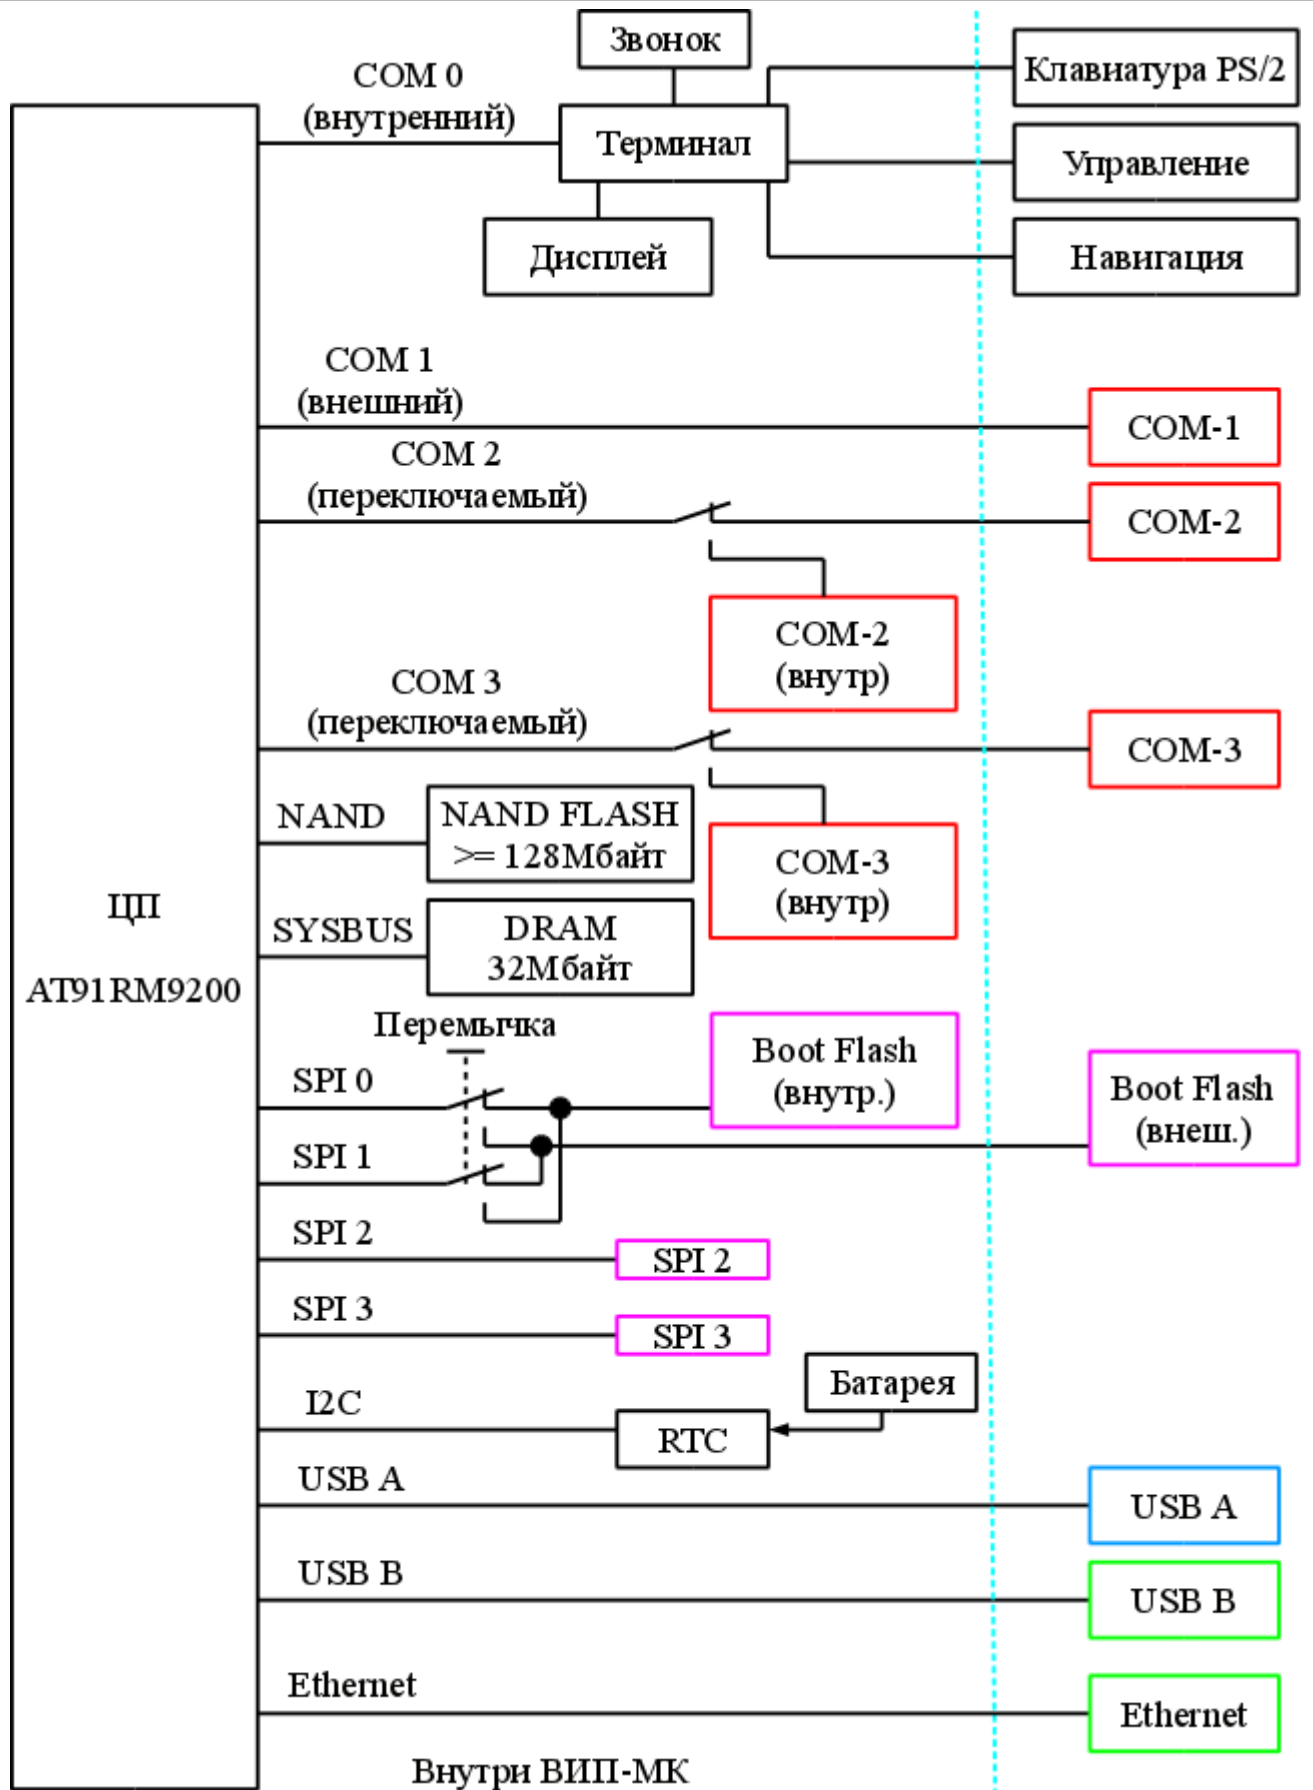 Звонок
Клавиатура PS/2
COM 0
(внутренний)
Терминал
Управление
Дисплей
Навигация
COM 1
(внешний)
COM-1
COM 2
(переключаемый)
COM-2
COM-2
(внутр)
COM 3
(переключаемый)
COM-3
NAND
NAND FLASH
>= 128Мбайт
COM-3
(внутр)
ЦП
AT91RM9200
SYSBUS
DRAM
32Мбайт
Перемычка
Boot Flash
(внутр.)
SPI 0
Boot Flash
(внеш.)
SPI 1
SPI 2
SPI 2
SPI 3
SPI 3
Батарея
I2C
RTC
USB A
USB A
USB B
USB B
Ethernet
Ethernet
Внутри ВИП-МК